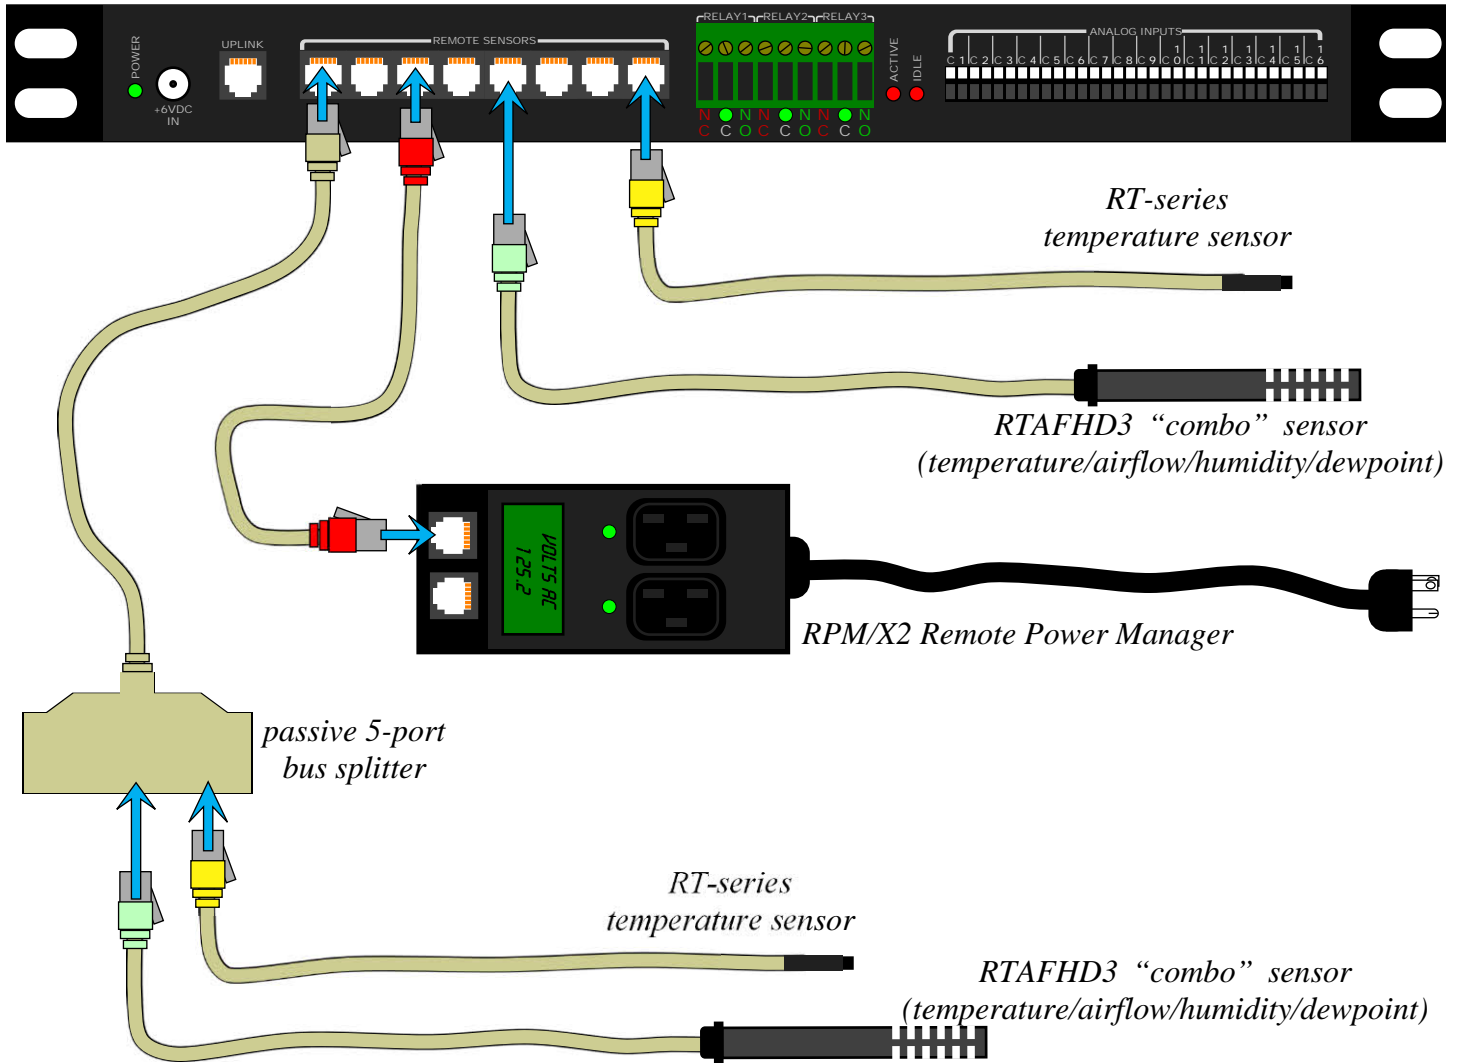 RELAY1 RELAY2 RELAY3
ANALOG INPUTS
POWER
UPLINK
REMOTE SENSORS
ACTIVE
IDLE
C 1 C 2 C 3 C 4 C 5 C 6 C 7 C 8 C 9 C 10 C 11 C 12 C 13 C 14 C 15 C 16
+6VDC
IN
N N N N N N
C C O C C O C C O
RT-series
temperature sensor
RTAFHD3 “combo” sensor
(temperature/airflow/humidity/dewpoint)
VOLTS AC
125.2
RPM/X2 Remote Power Manager
passive 5-port
bus splitter
RT-series
temperature sensor
RTAFHD3 “combo” sensor
(temperature/airflow/humidity/dewpoint)